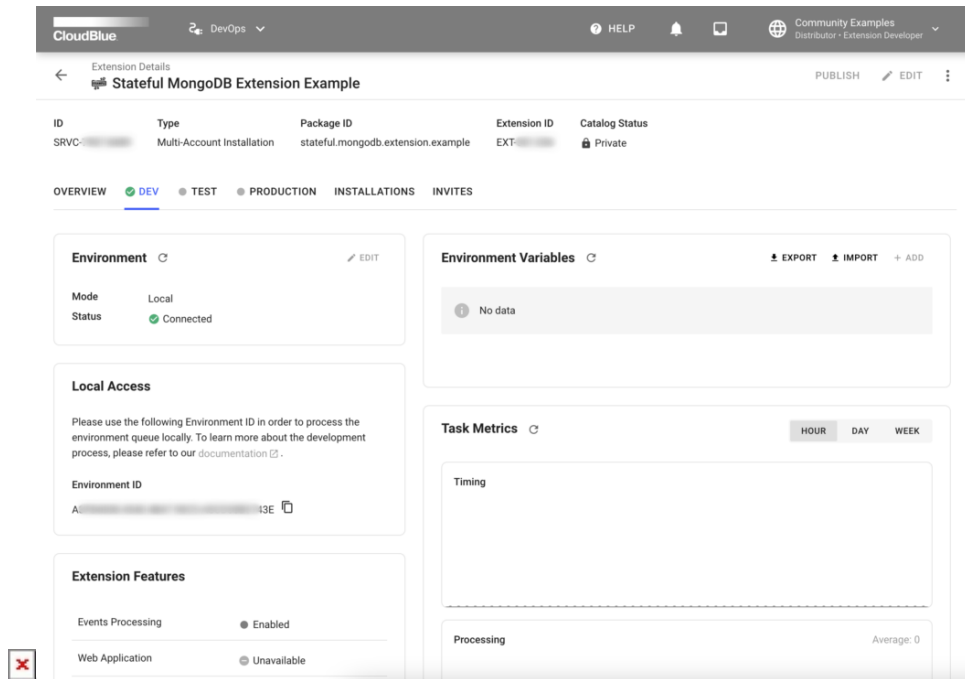 CloudBlue
DevOps
HELP
Community Examples
Distributor • Extension Developer
Extension Details
Stateful MongoDB Extension Example
PUBLISH
EDIT
ID
Type
Package ID
Extension ID
Catalog Status
SRVC-
Multi-Account Installation
stateful.mongodb.extension.example
EXT-
Private
OVERVIEW
DEV
TEST
PRODUCTION
INSTALLATIONS
INVITES
Environment
EDIT
Mode
Local
Status
Connected
Environment Variables
EXPORT
IMPORT
+ ADD
No data
Local Access
Please use the following Environment ID in order to process the
environment queue locally. To learn more about the development
process, please refer to our documentation .
Environment ID
Task Metrics
HOUR
DAY
WEEK
Timing
Extension Features
Events Processing
Enabled
Web Application
Unavailable
Processing
Average: 0